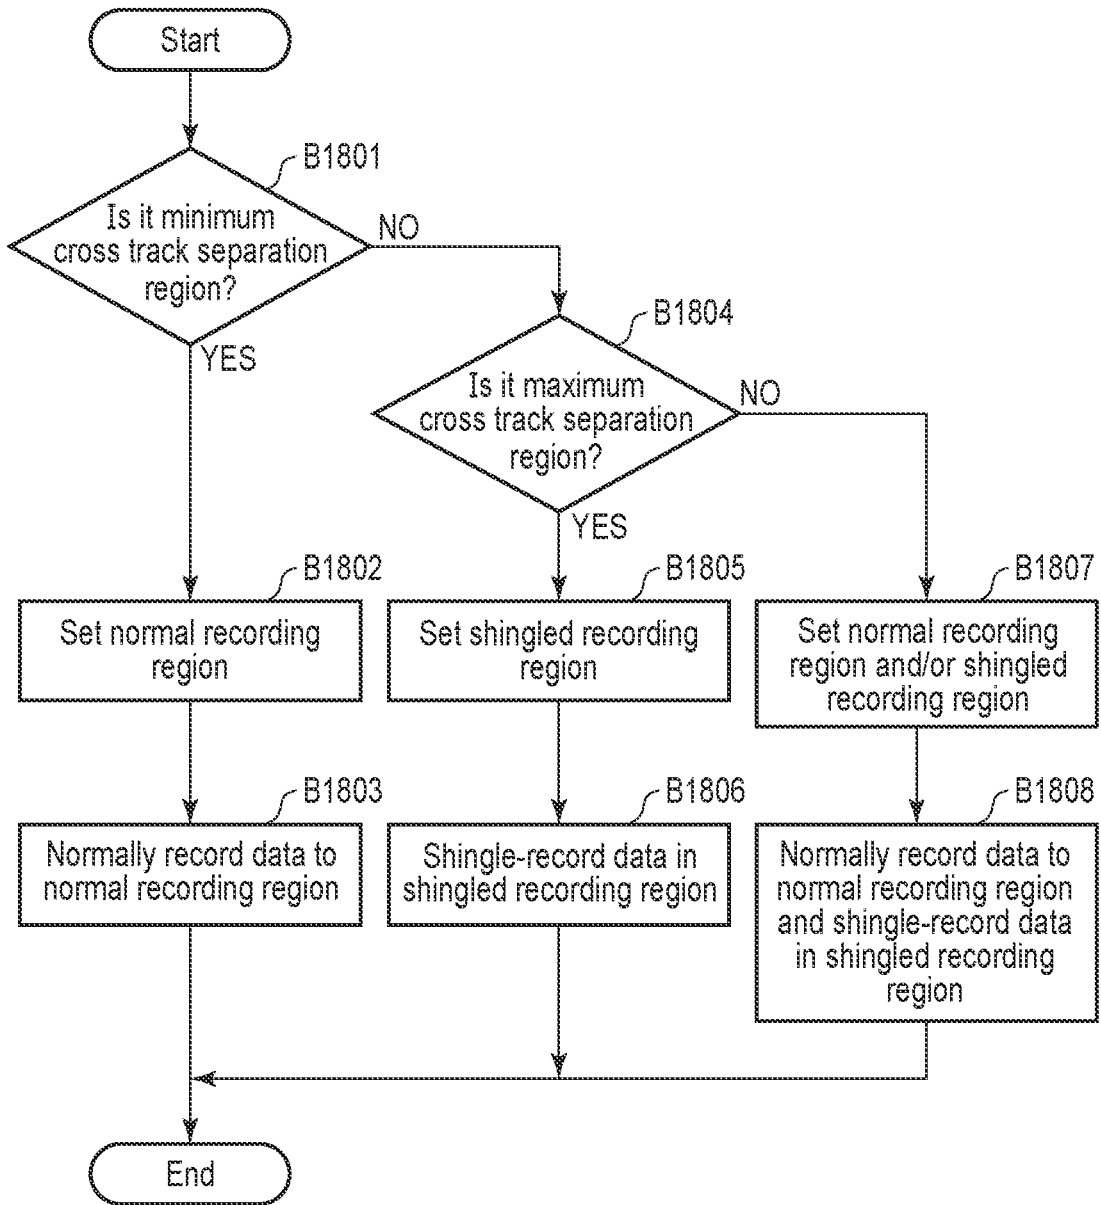 Start
B1801
Is it minimum
cross track separation
region?
NO
YES
B1804
Is it maximum
cross track separation
region?
NO
YES
B1802
Set normal recording
region
B1805
Set shingled recording
region
B1807
Set normal recording
region and/or shingled
recording region
B1803
Normally record data to
normal recording region
B1806
Shingle-record data in
shingled recording region
B1808
Normally record data to
normal recording region
and shingle-record data
in shingled recording
region
End